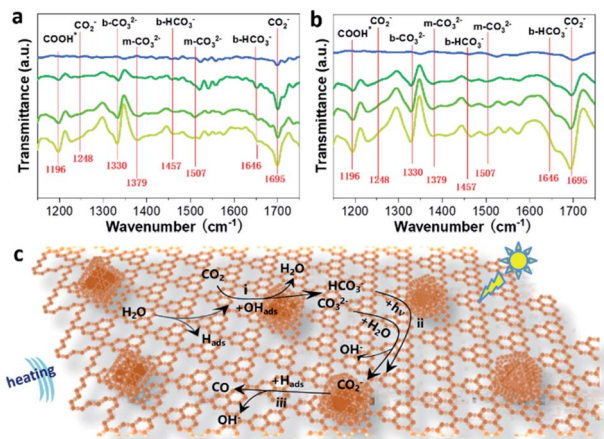 a
COOH*
CO₂⁻
b-CO₃²⁻
m-CO₃²⁻
b-HCO₃⁻
m-CO₃²⁻
b-HCO₃⁻
CO₂⁻
Transmittance (a.u.)
1196
1248
1330
1379
1457
1507
1646
1695
1200 1300 1400 1500 1600 1700
Wavenumber (cm⁻¹)
b
COOH*
CO₂⁻
b-CO₃²⁻
m-CO₃²⁻
b-HCO₃⁻
m-CO₃²⁻
b-HCO₃⁻
CO₂⁻
Transmittance (a.u.)
1196
1248
1330
1379
1457
1507
1646
1695
1200 1300 1400 1500 1600 1700
Wavenumber (cm⁻¹)
c
CO₂
i
H₂O
H₂O
+OHads
Hads
HCO₃⁻
CO₃²⁻
+hν
+H₂O
ii
OH⁻
CO₂⁻
+Hads
iii
CO
OH⁻
heating